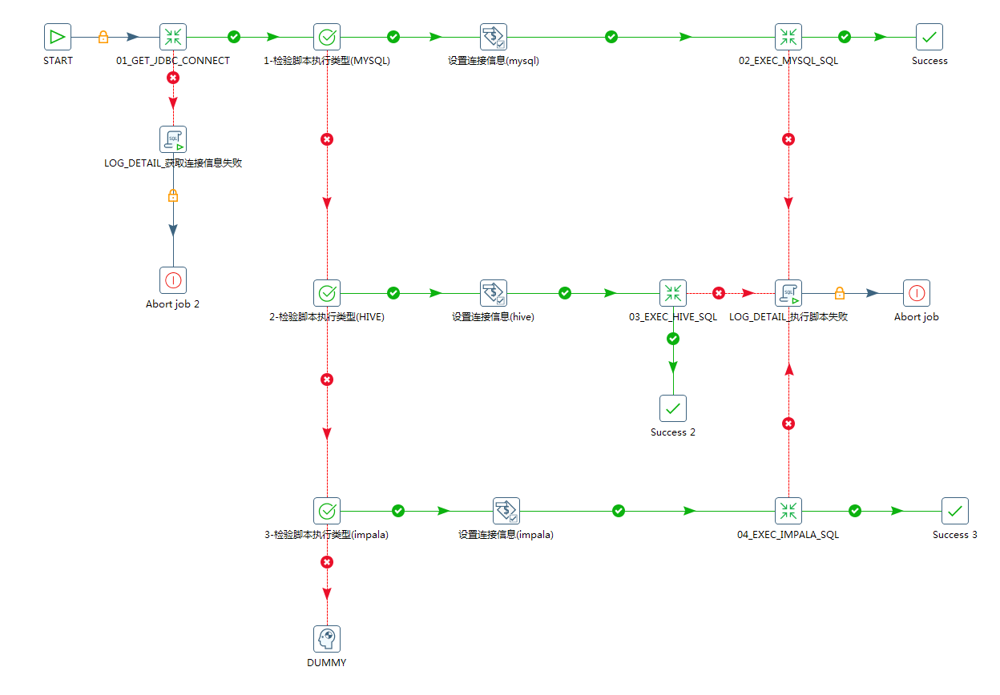 START
01_GET_JDBC_CONNECT
1-检验脚本执行类型(MYSQL)
设置连接信息(mysql)
02_EXEC_MYSQL_SQL
Success
SQL
LOG_DETAIL_获取连接信息失败
Abort job 2
SQL
2-检验脚本执行类型(HIVE)
设置连接信息(hive)
03_EXEC_HIVE_SQL
LOG_DETAIL_执行脚本失败
Abort job
Success 2
3-检验脚本执行类型(impala)
设置连接信息(impala)
04_EXEC_IMPALA_SQL
Success 3
DUMMY